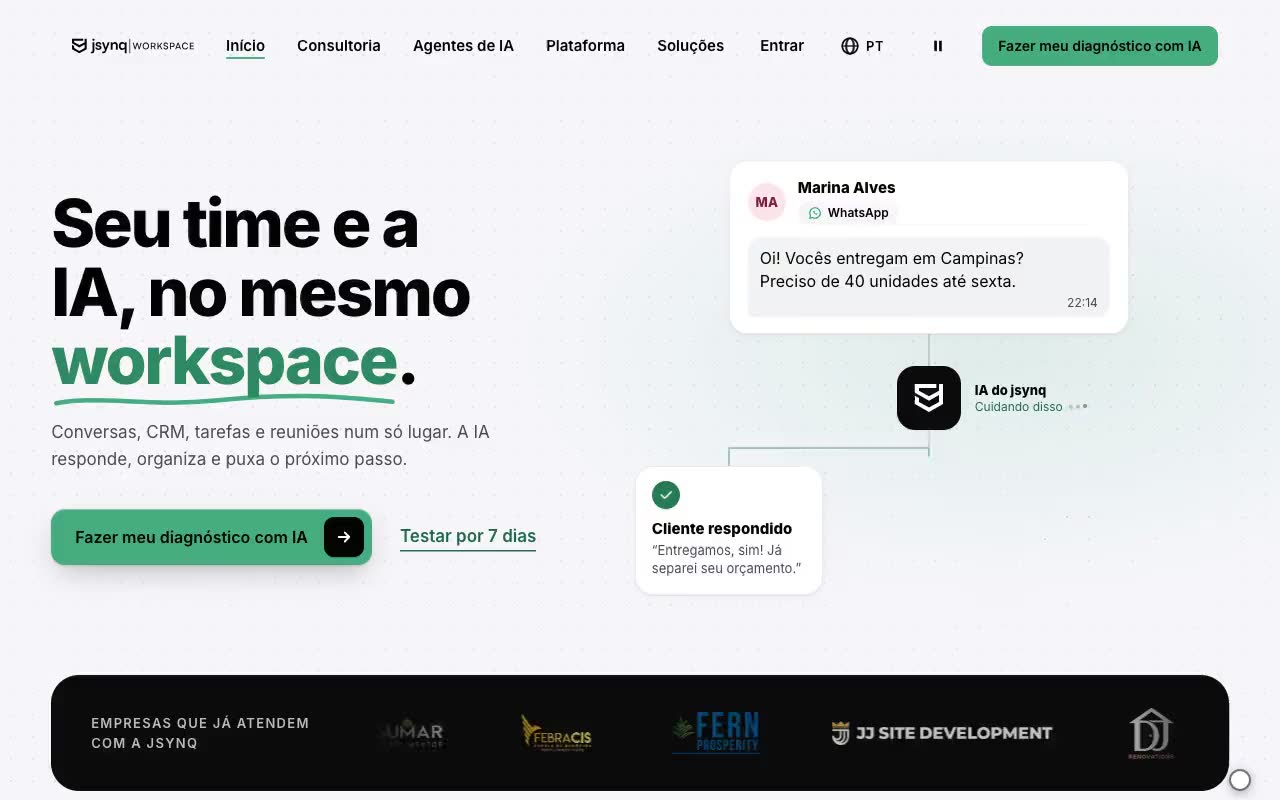 jsynq WORKSPACE
Início
Consultoria
Agentes de IA
Plataforma
Soluções
Entrar
PT
Fazer meu diagnóstico com IA
Seu time e a
IA, no mesmo
workspace.
Conversas, CRM, tarefas e reuniões num só lugar. A IA
responde, organiza e puxa o próximo passo.
Fazer meu diagnóstico com IA
Testar por 7 dias
MA
Marina Alves
WhatsApp
Oi! Vocês entregam em Campinas?
Preciso de 40 unidades até sexta.
22:14
IA do jsynq
Cuidando disso
Cliente respondido
“Entregamos, sim! Já
separei seu orçamento.”
EMPRESAS QUE JÁ ATENDEM
COM A JSYNQ
SUMAR
FEBRACIS
FERN
PROSPERITY
JJ SITE DEVELOPMENT
RENOVATIONS